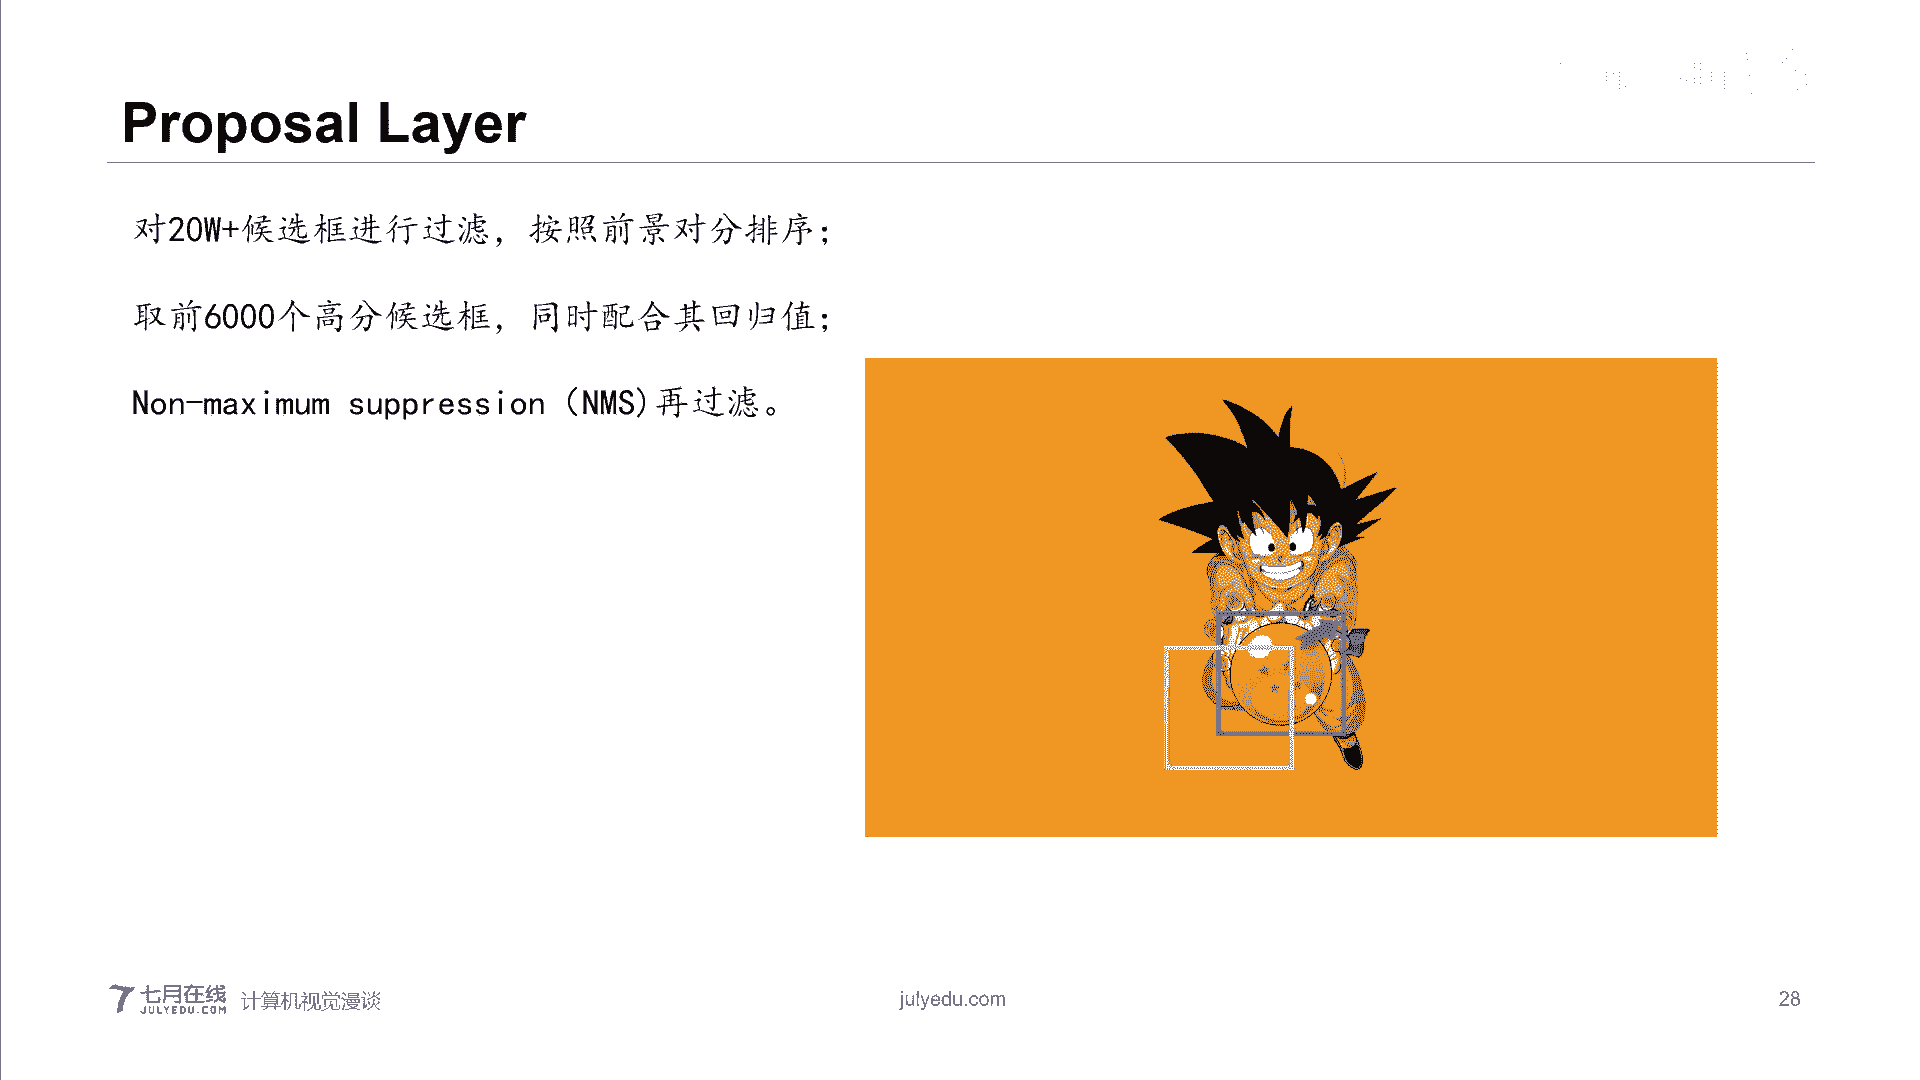 Proposal Layer
对20W+候选框进行过滤，按照前景对分排序；
取前6000个高分候选框，同时配合其回归值；
Non-maximum suppression (NMS)再过滤。
七月在线
JULYEDU.COM
计算机视觉漫谈
julyedu.com
28